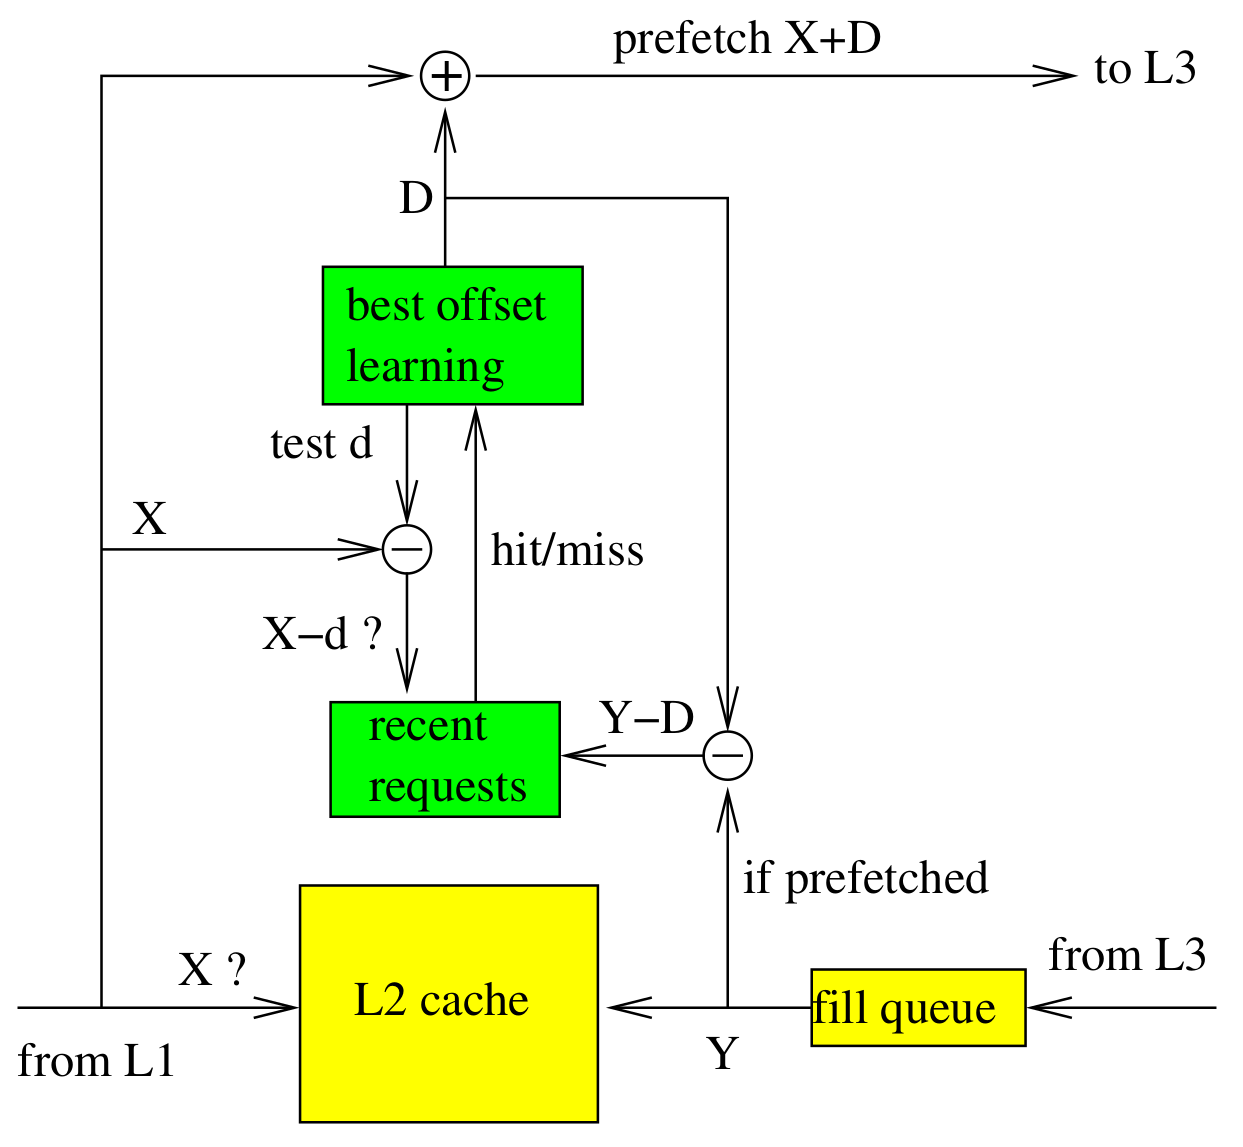 prefetch X+D
to L3
D
best offset
learning
test d
X
hit/miss
X−d ?
recent
requests
Y−D
if prefetched
X ?
L2 cache
fill queue
from L3
from L1
Y